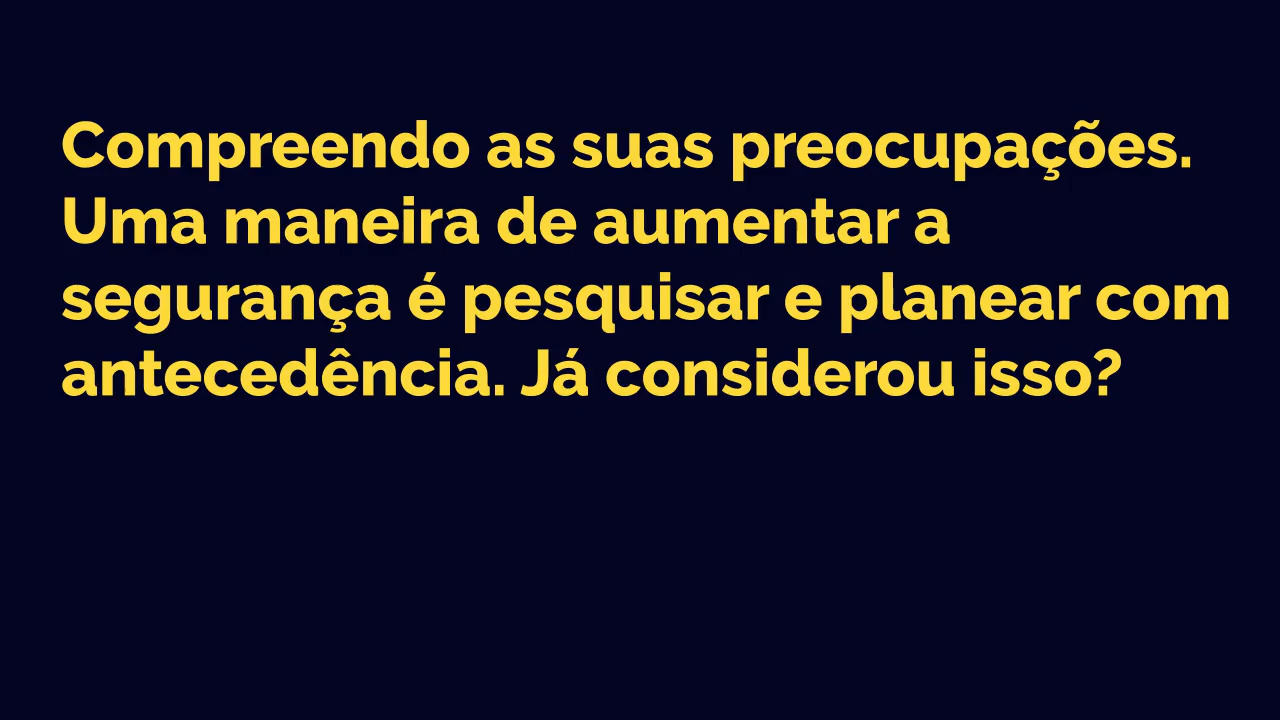 Compreendo as suas preocupações.
Uma maneira de aumentar a
segurança é pesquisar e planear com
antecedência. Já considerou isso?